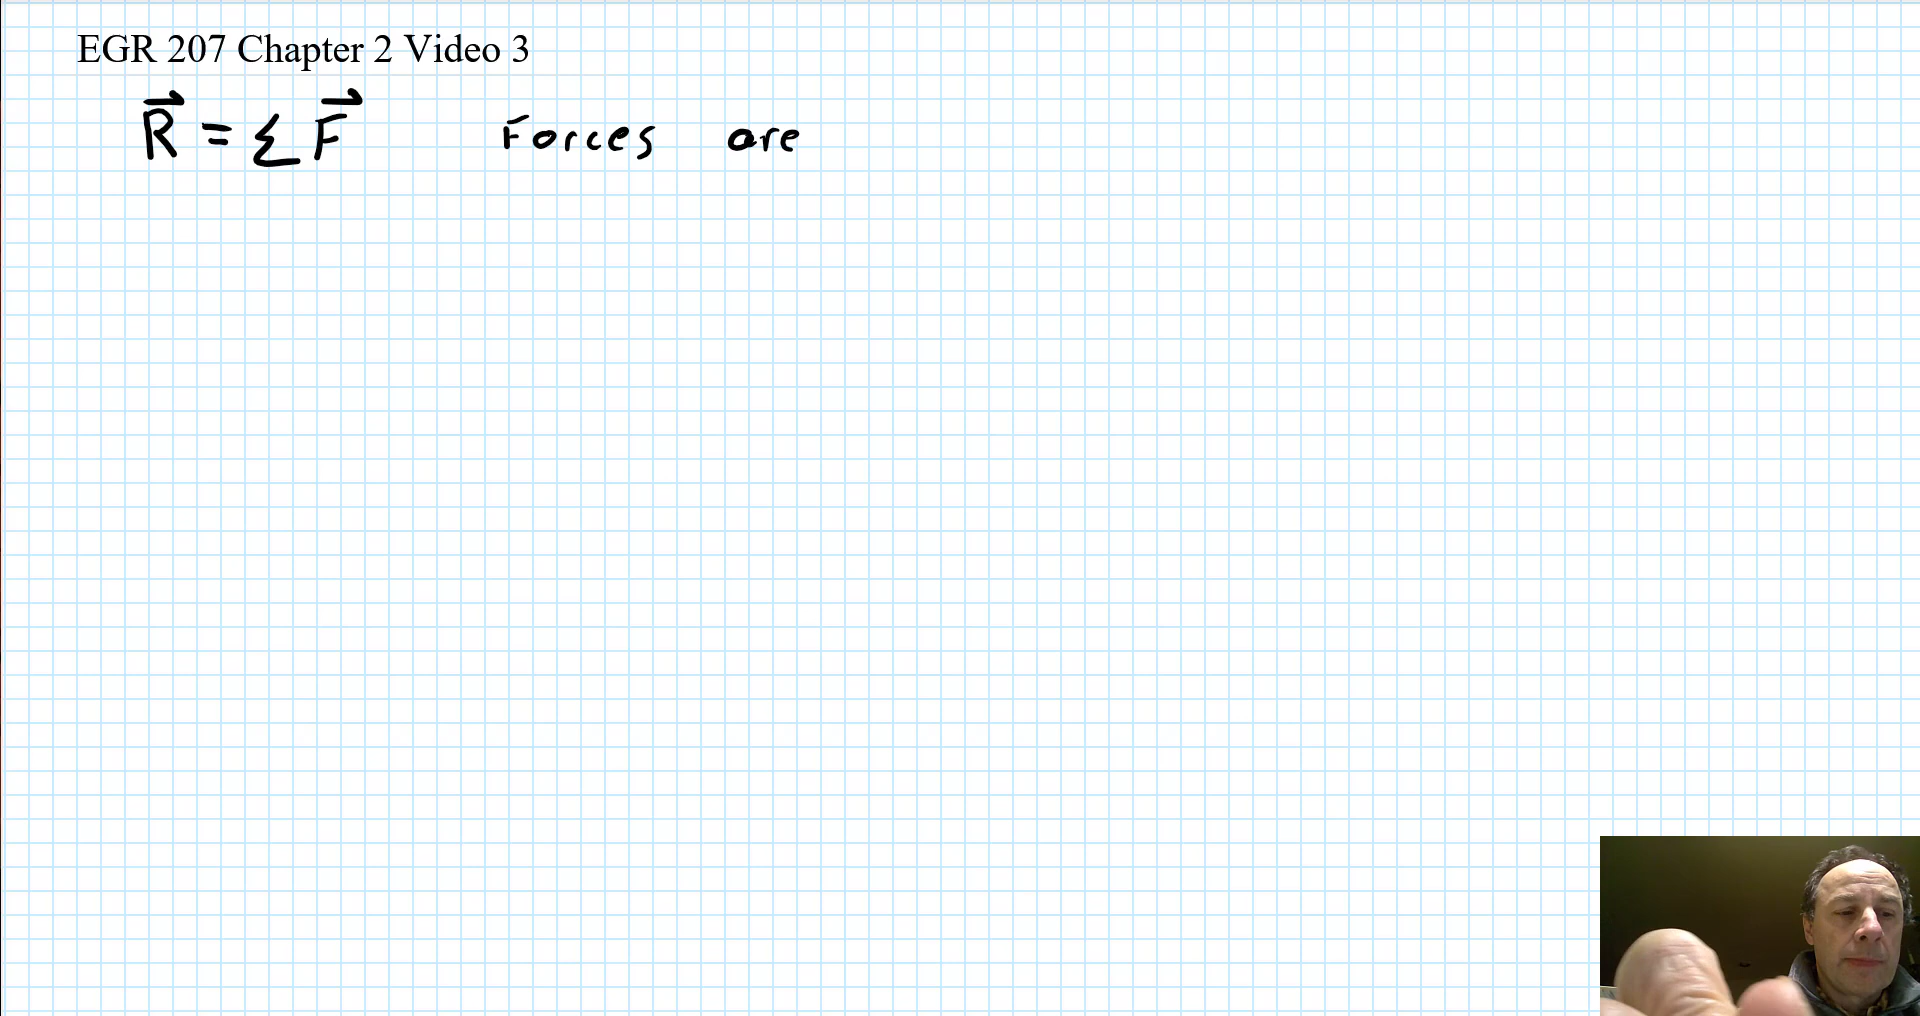 EGR 207 Chapter 2 Video 3
R⃗ = Σ F⃗ Forces are